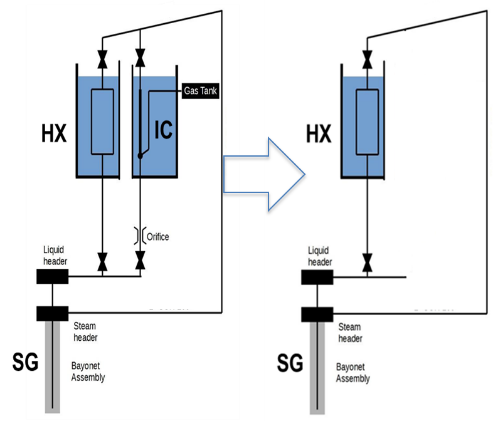 Gas Tank
HX
IC
Orifice
Liquid
header
Steam
header
SG
Bayonet
Assembly
HX
Liquid
header
Steam
header
SG
Bayonet
Assembly